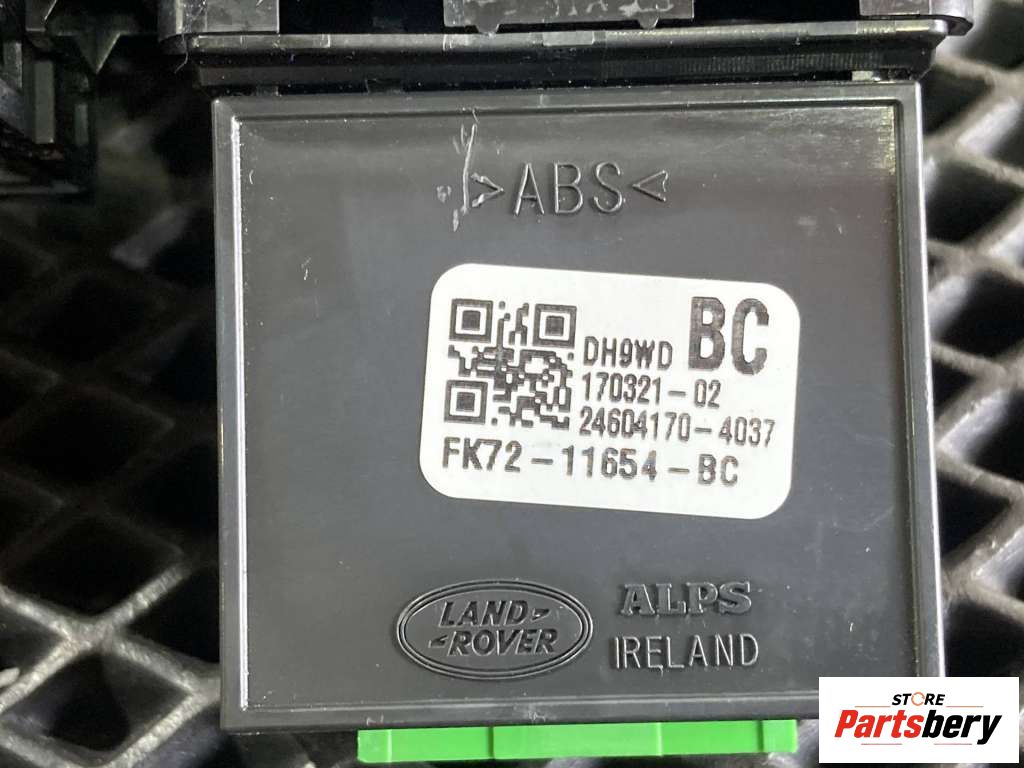 >ABS<
DH9WD BC
170321-02
24604170-4037
FK72-11654-BC
LAND
ROVER
ALPS
IRELAND
STORE
Partsbery